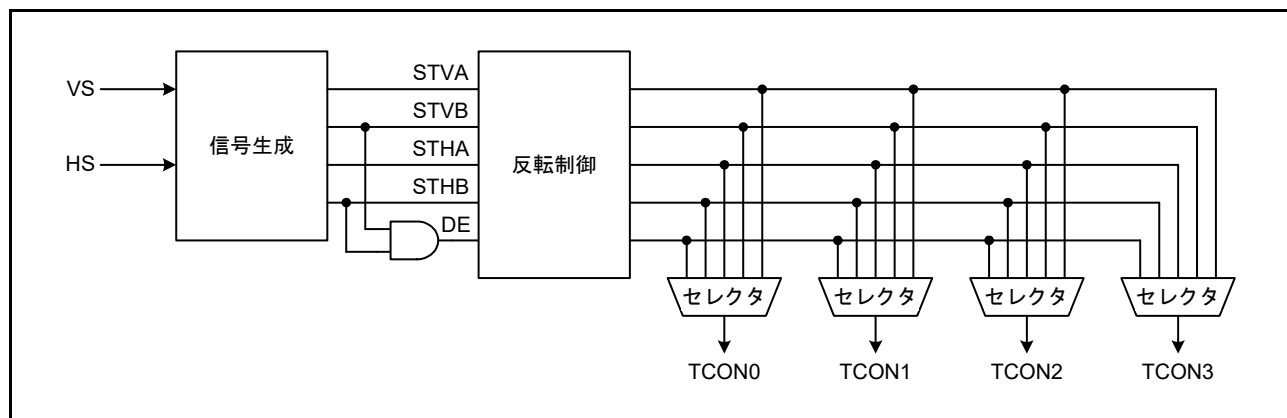 VS
HS
信号生成
STVA
STVB
STHA
STHB
DE
反転制御
セレクタ
セレクタ
セレクタ
セレクタ
TCON0
TCON1
TCON2
TCON3